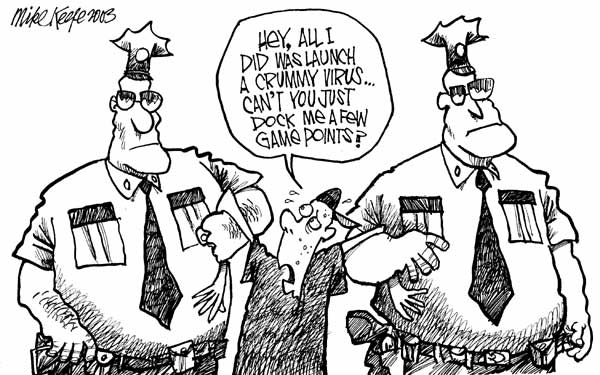 Mike Keefe 2003
HEY, ALL I
DID WAS LAUNCH
A CRUMMY VIRUS...
CAN'T YOU JUST
DOCK ME A FEW
GAME POINTS?